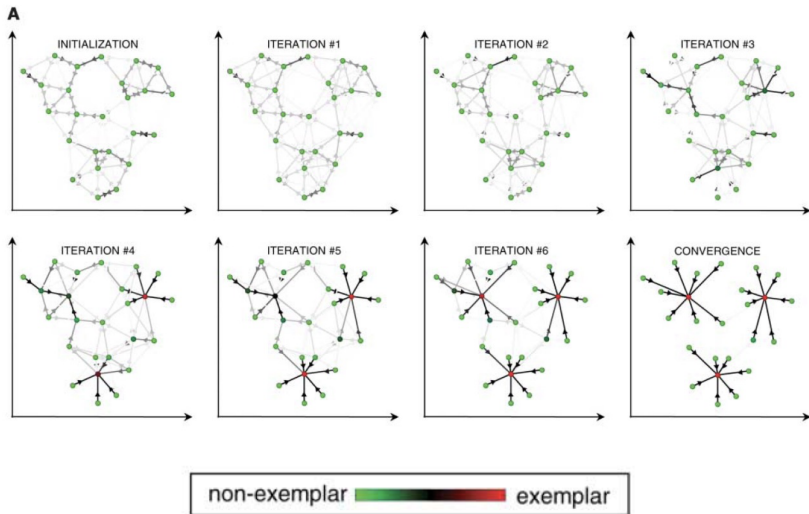 A
INITIALIZATION
ITERATION #1
ITERATION #2
ITERATION #3
ITERATION #4
ITERATION #5
ITERATION #6
CONVERGENCE
non-exemplar
exemplar